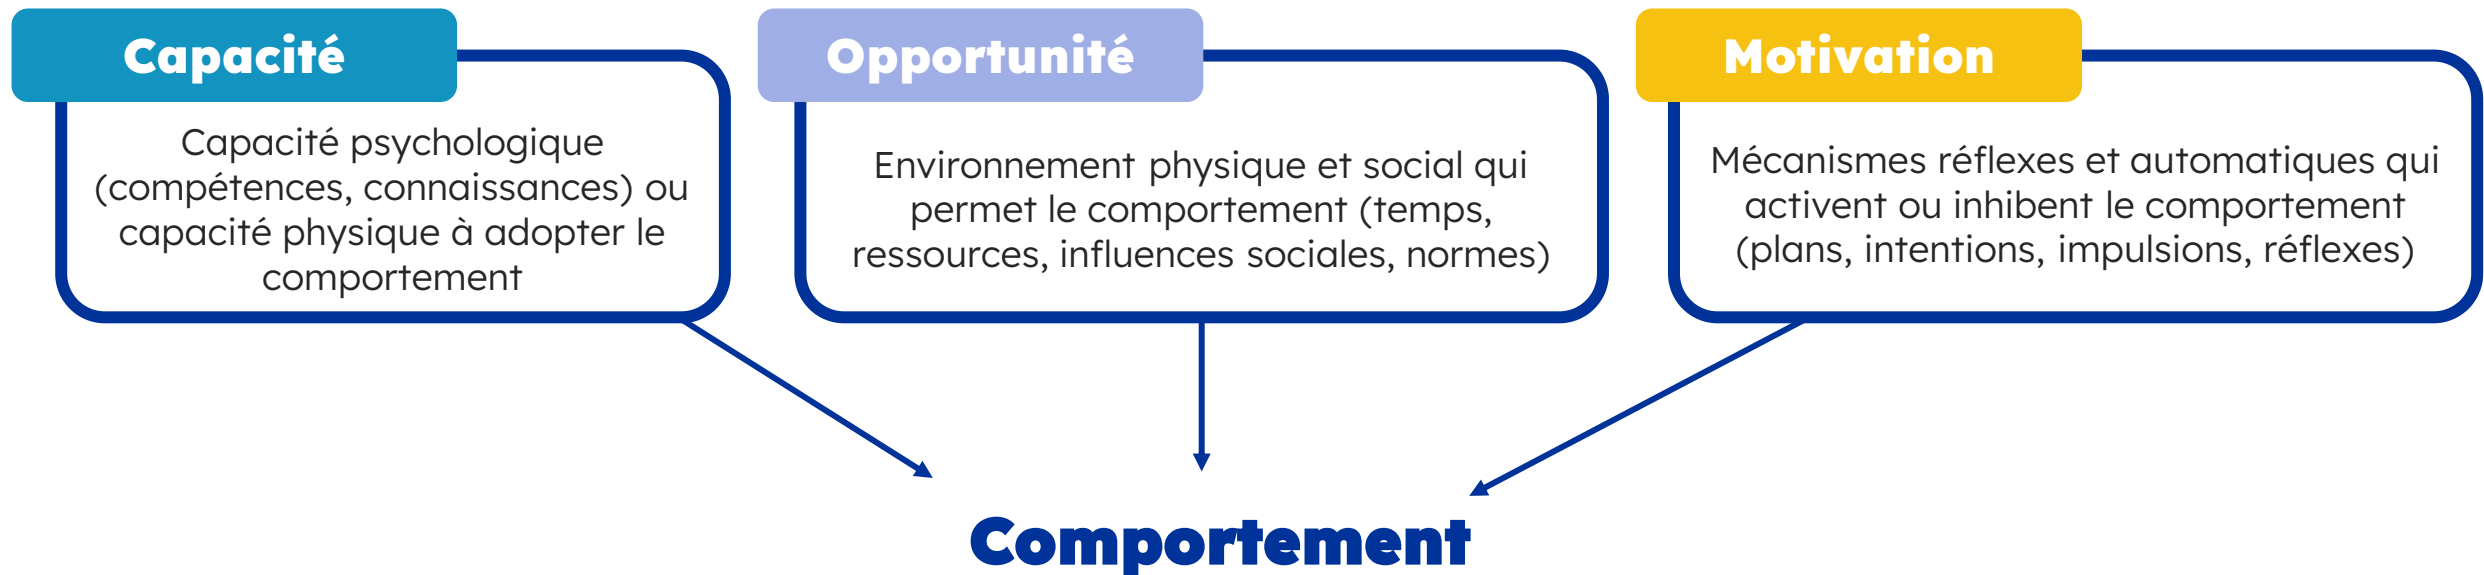 Capacité
Capacité psychologique
(compétences, connaissances) ou
capacité physique à adopter le
comportement
Opportunité
Environnement physique et social qui
permet le comportement (temps,
ressources, influences sociales, normes)
Motivation
Mécanismes réflexes et automatiques qui
activent ou inhibent le comportement
(plans, intentions, impulsions, réflexes)
Comportement